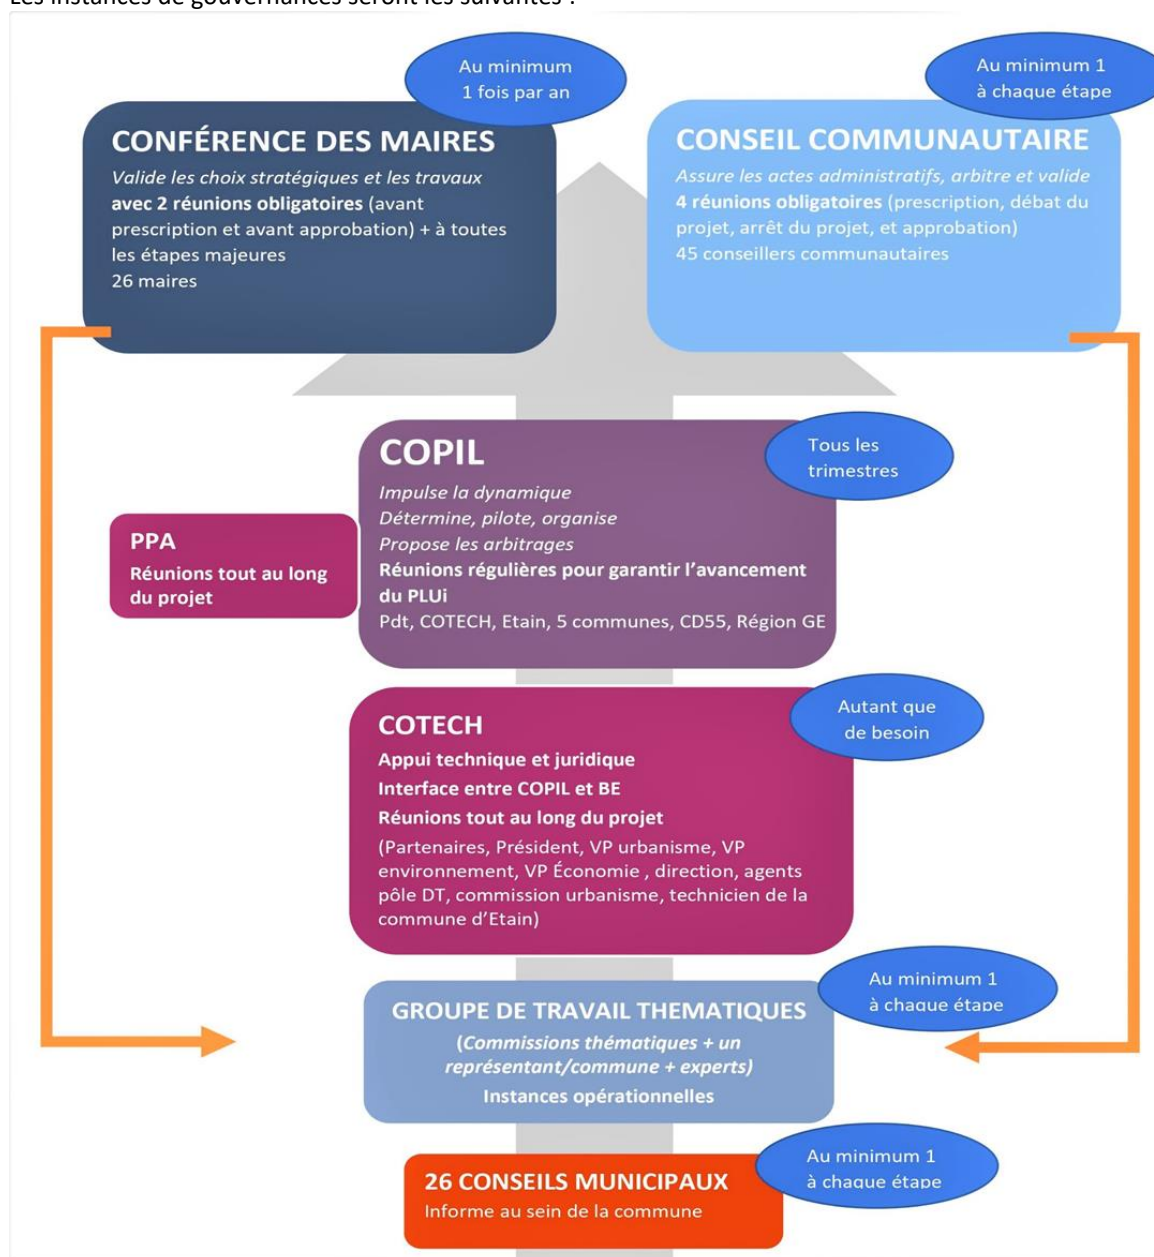 Les instances de gouvernances seront les suivantes :
Au minimum
1 fois par an
CONFÉRENCE DES MAIRES
Valide les choix stratégiques et les travaux
avec 2 réunions obligatoires (avant
prescription et avant approbation) + à toutes
les étapes majeures
26 maires
Au minimum 1
à chaque étape
CONSEIL COMMUNAUTAIRE
Assure les actes administratifs, arbitre et valide
4 réunions obligatoires (prescription, débat du
projet, arrêt du projet, et approbation)
45 conseillers communautaires
Tous les
trimestres
COPIL
Impulse la dynamique
Détermine, pilote, organise
Propose les arbitrages
Réunions régulières pour garantir l’avancement
du PLUi
Pdt, COTECH, Etain, 5 communes, CD55, Région GE
PPA
Réunions tout au long
du projet
Autant que
de besoin
COTECH
Appui technique et juridique
Interface entre COPIL et BE
Réunions tout au long du projet
(Partenaires, Président, VP urbanisme, VP
environnement, VP Économie , direction, agents
pôle DT, commission urbanisme, technicien de la
commune d’Etain)
Au minimum 1
à chaque étape
GROUPE DE TRAVAIL THEMATIQUES
(Commissions thématiques + un
représentant/commune + experts)
Instances opérationnelles
Au minimum 1
à chaque étape
26 CONSEILS MUNICIPAUX
Informe au sein de la commune